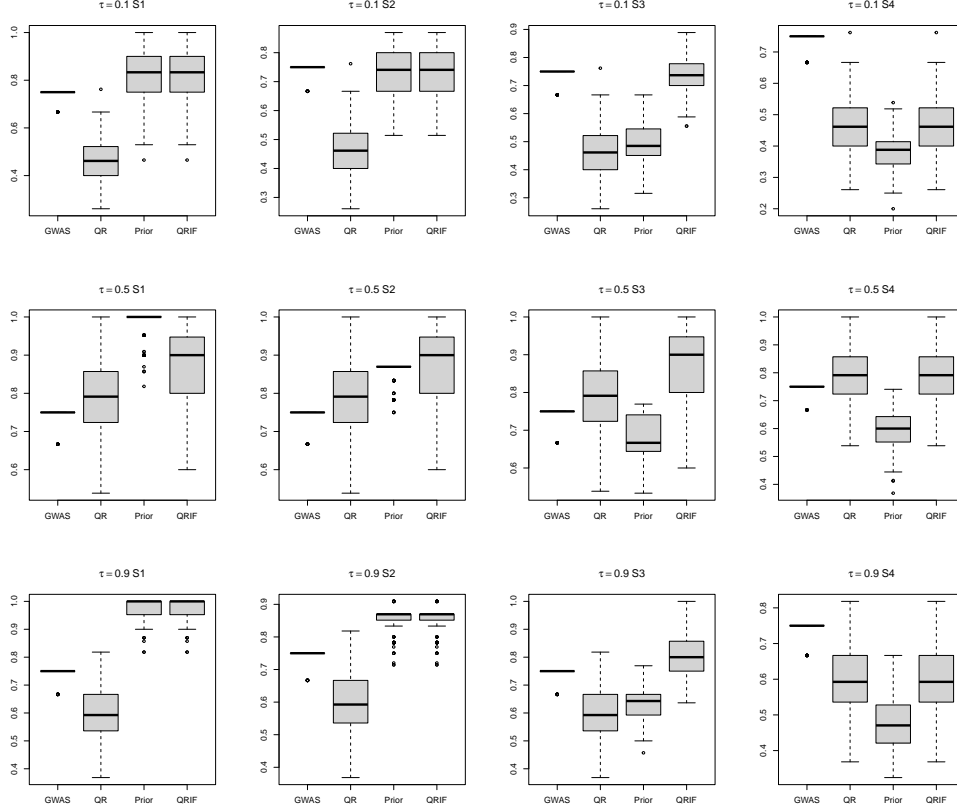 τ = 0.1 S1
1.0
0.8
0.6
0.4
GWAS QR Prior QRIF
τ = 0.1 S2
0.8
0.7
0.6
0.5
0.4
0.3
GWAS QR Prior QRIF
τ = 0.1 S3
0.9
0.8
0.7
0.6
0.5
0.4
0.3
GWAS QR Prior QRIF
τ = 0.1 S4
0.7
0.6
0.5
0.4
0.3
0.2
GWAS QR Prior QRIF
τ = 0.5 S1
1.0
0.9
0.8
0.7
0.6
GWAS QR Prior QRIF
τ = 0.5 S2
1.0
0.9
0.8
0.7
0.6
GWAS QR Prior QRIF
τ = 0.5 S3
1.0
0.9
0.8
0.7
0.6
GWAS QR Prior QRIF
τ = 0.5 S4
1.0
0.9
0.8
0.7
0.6
0.5
0.4
GWAS QR Prior QRIF
τ = 0.9 S1
1.0
0.9
0.8
0.7
0.6
0.5
0.4
GWAS QR Prior QRIF
τ = 0.9 S2
0.9
0.8
0.7
0.6
0.5
0.4
GWAS QR Prior QRIF
τ = 0.9 S3
1.0
0.9
0.8
0.7
0.6
0.5
0.4
GWAS QR Prior QRIF
τ = 0.9 S4
0.8
0.7
0.6
0.5
0.4
GWAS QR Prior QRIF